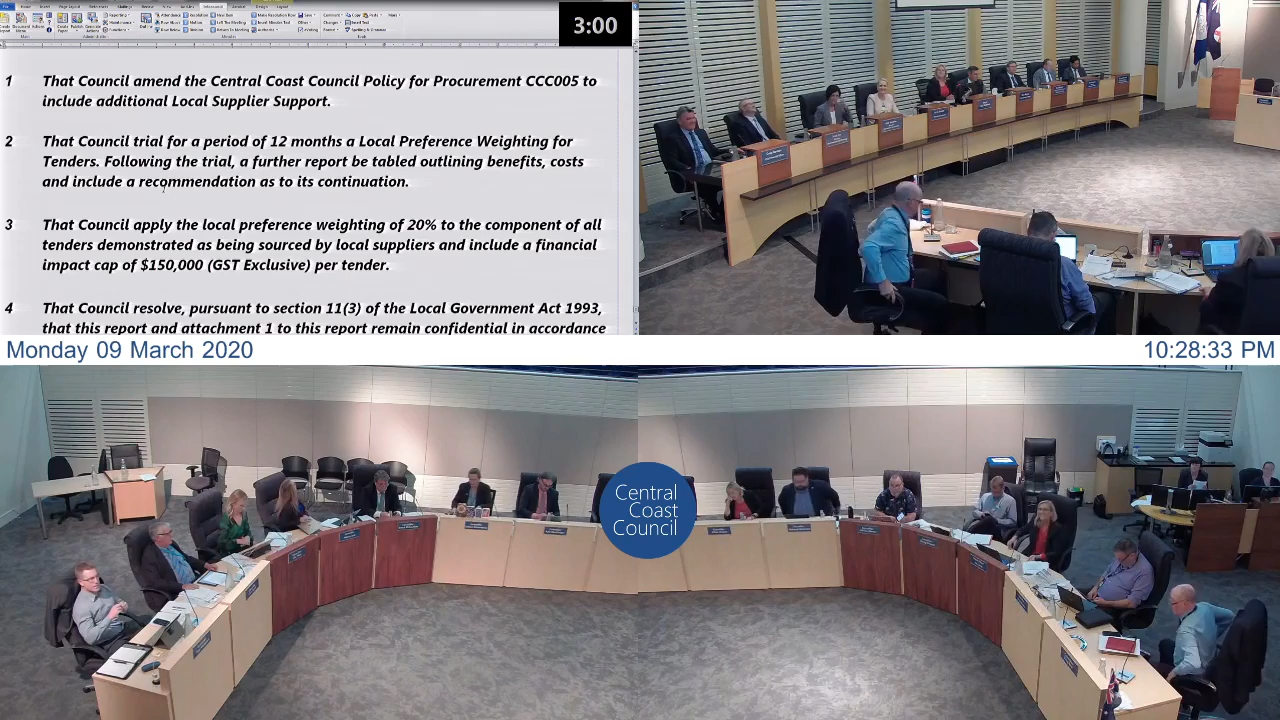 3:00
1 That Council amend the Central Coast Council Policy for Procurement CCC005 to
include additional Local Supplier Support.
2 That Council trial for a period of 12 months a Local Preference Weighting for
Tenders. Following the trial, a further report be tabled outlining benefits, costs
and include a recommendation as to its continuation.
3 That Council apply the local preference weighting of 20% to the component of all
tenders demonstrated as being sourced by local suppliers and include a financial
impact cap of $150,000 (GST Exclusive) per tender.
4 That Council resolve, pursuant to section 11(3) of the Local Government Act 1993,
that this report and attachment 1 to this report remain confidential in accordance
Monday 09 March 2020
10:28:33 PM
Central
Coast
Council